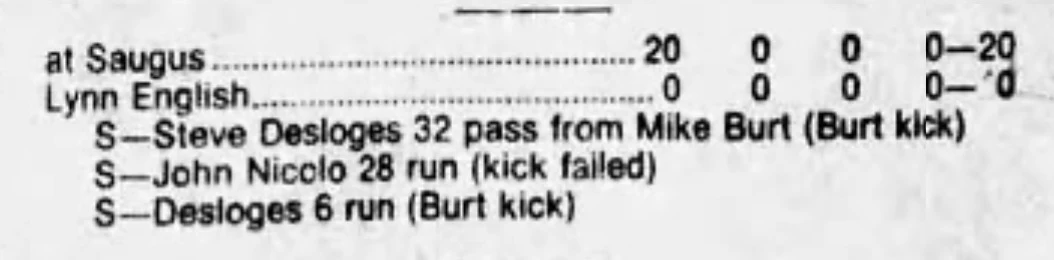 at Saugus........................................ 20 0 0 0—20
Lynn English...................................... 0 0 0 0— 0
S—Steve Desloges 32 pass from Mike Burt (Burt kick)
S—John Nicolo 28 run (kick failed)
S—Desloges 6 run (Burt kick)